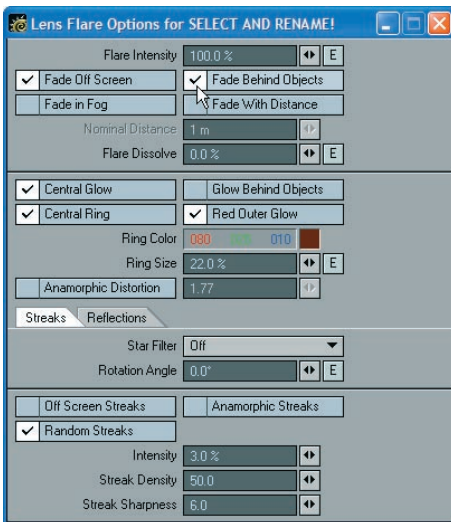 Lens Flare Options for SELECT AND RENAME!
Flare Intensity 100.0 % E
Fade Off Screen Fade Behind Objects
Fade in Fog Fade With Distance
Nominal Distance 1 m
Flare Dissolve 0.0 % E
Central Glow Glow Behind Objects
Central Ring Red Outer Glow
Ring Color 080 010
Ring Size 22.0 % E
Anamorphic Distortion 1.77
Streaks Reflections
Star Filter Off
Rotation Angle 0.0° E
Off Screen Streaks Anamorphic Streaks
Random Streaks
Intensity 3.0 %
Streak Density 50.0
Streak Sharpness 6.0